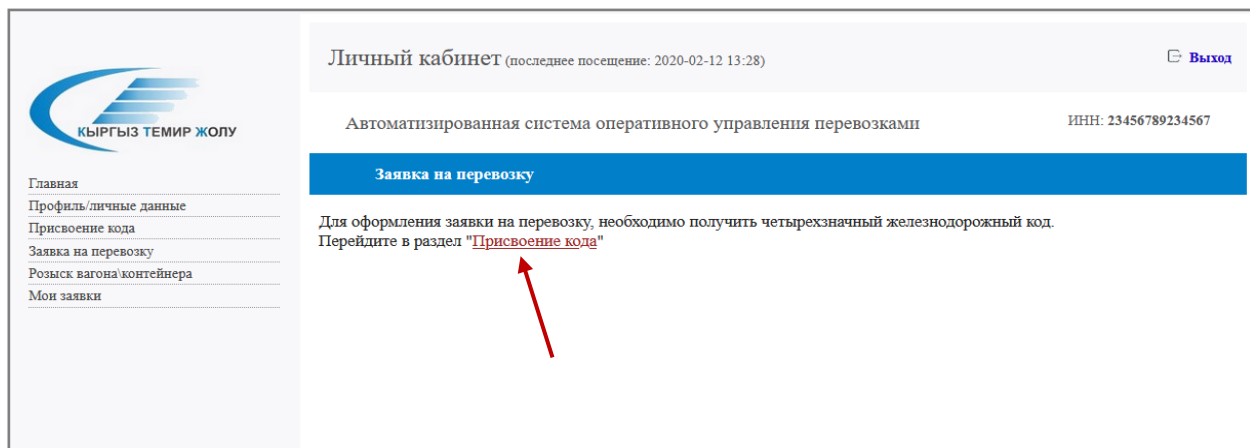 КЫРГЫЗ ТЕМИР ЖОЛУ
Главная
Профиль/личные данные
Присвоение кода
Заявка на перевозку
Розыск вагона\контейнера
Мои заявки
Личный кабинет (последнее посещение: 2020-02-12 13:28)
Выход
Автоматизированная система оперативного управления перевозками
ИНН: 23456789234567
Заявка на перевозку
Для оформления заявки на перевозку, необходимо получить четырехзначный железнодорожный код.
Перейдите в раздел "Присвоение кода"